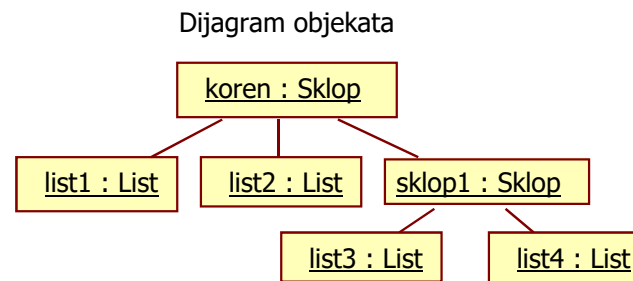 Dijagram objekata
koren : Sklop
list1 : List
list2 : List
sklop1 : Sklop
list3 : List
list4 : List